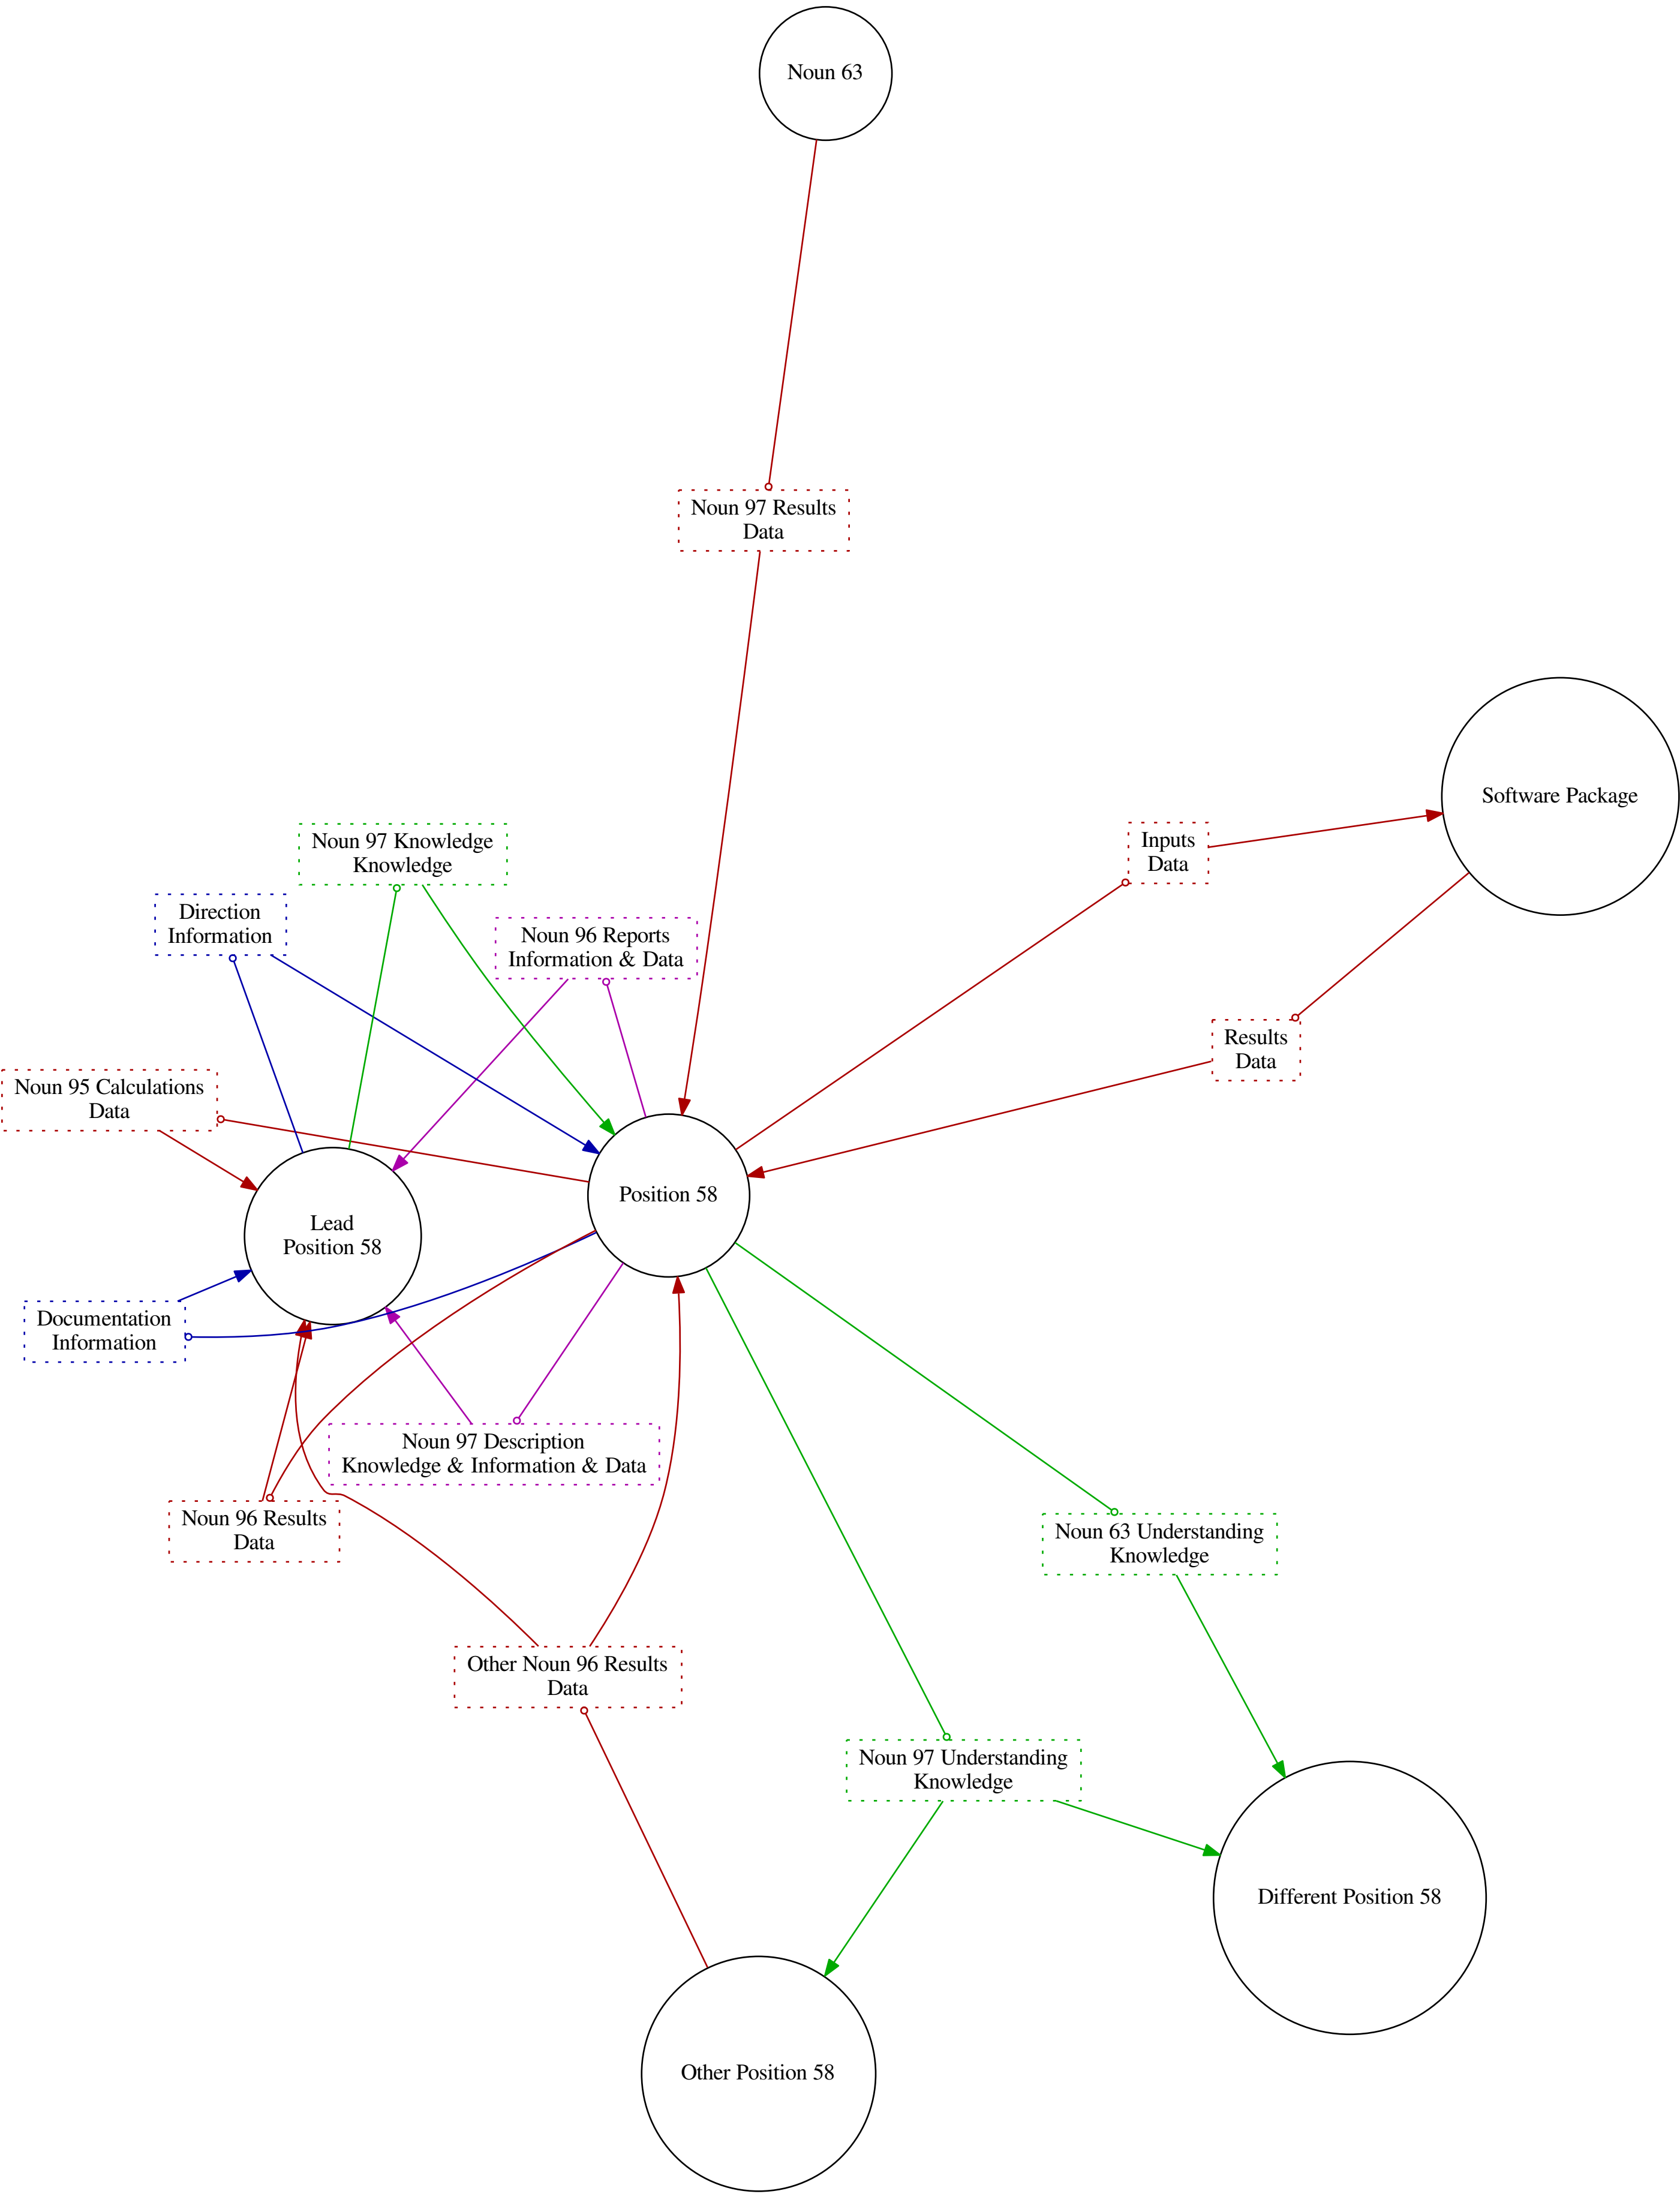 Noun 63
Noun 97 Results
Data
Software Package
Inputs
Data
Noun 97 Knowledge
Knowledge
Direction
Information
Noun 96 Reports
Information & Data
Results
Data
Noun 95 Calculations
Data
Position 58
Lead
Position 58
Documentation
Information
Noun 97 Description
Knowledge & Information & Data
Noun 96 Results
Data
Noun 63 Understanding
Knowledge
Other Noun 96 Results
Data
Noun 97 Understanding
Knowledge
Different Position 58
Other Position 58